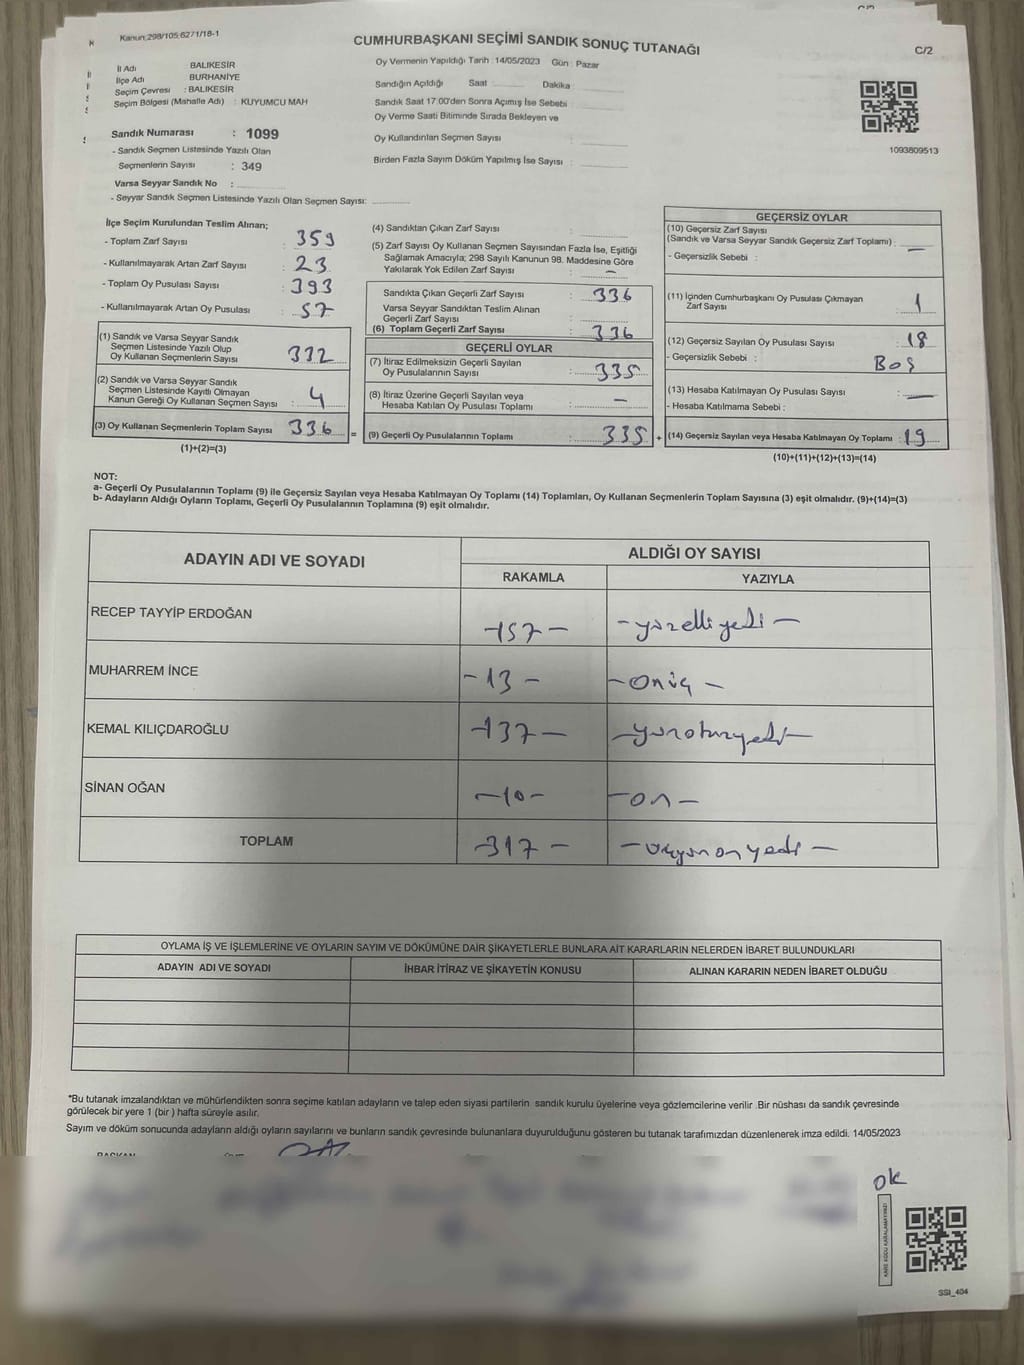 Kanun:298/105;6271/18-1
CUMHURBAŞKANI SEÇİMİ SANDIK SONUÇ TUTANAĞI
C/2
İl Adı BALIKESİR
İlçe Adı BURHANİYE
Seçim Çevresi : BALIKESİR
Seçim Bölgesi (Mahalle Adı) : KUYUMCU MAH
Sandık Numarası : 1099
- Sandık Seçmen Listesinde Yazılı Olan
Seçmenlerin Sayısı : 349
Varsa Seyyar Sandık No :
- Seyyar Sandık Seçmen Listesinde Yazılı Olan Seçmen Sayısı:
Oy Vermenin Yapıldığı Tarih : 14/05/2023 Gün : Pazar
Sandığın Açıldığı Saat Dakika
Sandık Saat 17.00'den Sonra Açımış İse Sebebi
Oy Verme Saati Bitiminde Sırada Bekleyen ve
Oy Kullandırılan Seçmen Sayısı :
Birden Fazla Sayım Döküm Yapılmış İse Sayısı :
1093809513
İlçe Seçim Kurulundan Teslim Alınan;
- Toplam Zarf Sayısı : 359
- Kullanılmayarak Artan Zarf Sayısı : 23
- Toplam Oy Pusulası Sayısı : 393
- Kullanılmayarak Artan Oy Pusulası : 57
(1) Sandık ve Varsa Seyyar Sandık
Seçmen Listesinde Yazılı Olup
Oy Kullanan Seçmenlerin Sayısı : 332
(2) Sandık ve Varsa Seyyar Sandık
Seçmen Listesinde Kayıtlı Olmayan
Kanun Gereği Oy Kullanan Seçmen Sayısı : 4
(3) Oy Kullanan Seçmenlerin Toplam Sayısı 336 =
(1)+(2)=(3)
(4) Sandıktan Çıkan Zarf Sayısı :
(5) Zarf Sayısı Oy Kullanan Seçmen Sayısından Fazla İse, Eşitliği
Sağlamak Amacıyla; 298 Sayılı Kanunun 98. Maddesine Göre
Yakılarak Yok Edilen Zarf Sayısı : –
Sandıkta Çıkan Geçerli Zarf Sayısı : 336
Varsa Seyyar Sandıktan Teslim Alınan
Geçerli Zarf Sayısı :
(6) Toplam Geçerli Zarf Sayısı : 336
GEÇERLİ OYLAR
(7) İtiraz Edilmeksizin Geçerli Sayılan
Oy Pusulalarının Sayısı : 335
(8) İtiraz Üzerine Geçerli Sayılan veya
Hesaba Katılan Oy Pusulası Toplamı : –
(9) Geçerli Oy Pusulalarının Toplamı : 335 +
GEÇERSİZ OYLAR
(10) Geçersiz Zarf Sayısı
(Sandık ve Varsa Seyyar Sandık Geçersiz Zarf Toplamı) : –
- Geçersizlik Sebebi :
(11) İçinden Cumhurbaşkanı Oy Pusulası Çıkmayan
Zarf Sayısı : 1
(12) Geçersiz Sayılan Oy Pusulası Sayısı : 18
- Geçersizlik Sebebi : Boş
(13) Hesaba Katılmayan Oy Pusulası Sayısı : –
- Hesaba Katılmama Sebebi :
(14) Geçersiz Sayılan veya Hesaba Katılmayan Oy Toplamı : 19
(10)+(11)+(12)+(13)=(14)
NOT:
a- Geçerli Oy Pusulalarının Toplamı (9) ile Geçersiz Sayılan veya Hesaba Katılmayan Oy Toplamı (14) Toplamları, Oy Kullanan Seçmenlerin Toplam Sayısına (3) eşit olmalıdır. (9)+(14)=(3)
b- Adayların Aldığı Oyların Toplamı, Geçerli Oy Pusulalarının Toplamına (9) eşit olmalıdır.
ADAYIN ADI VE SOYADI ALDIĞI OY SAYISI
RAKAMLA YAZIYLA
RECEP TAYYİP ERDOĞAN -157- -yüzelliyedi-
MUHARREM İNCE -13- -oniç-
KEMAL KILIÇDAROĞLU -137- -yüzotuzyedi-
SİNAN OĞAN -10- -on-
TOPLAM -317- -üçyüzonyedi-
OYLAMA İŞ VE İŞLEMLERİNE VE OYLARIN SAYIM VE DÖKÜMÜNE DAİR ŞİKAYETLERLE BUNLARA AİT KARARLARIN NELERDEN İBARET BULUNDUKLARI
ADAYIN ADI VE SOYADI İHBAR İTİRAZ VE ŞİKAYETİN KONUSU ALINAN KARARIN NEDEN İBARET OLDUĞU
*Bu tutanak imzalandıktan ve mühürlendikten sonra seçime katılan adayların ve talep eden siyasi partilerin sandık kurulu üyelerine veya gözlemcilerine verilir .Bir nüshası da sandık çevresinde
görülecek bir yere 1 (bir ) hafta süreyle asılır.
Sayım ve döküm sonucunda adayların aldığı oyların sayılarını ve bunların sandık çevresinde bulunanlara duyurulduğunu gösteren bu tutanak tarafımızdan düzenlenerek imza edildi. 14/05/2023
BAŞKAN
ok
KARE KODU KARALAMAYINIZ!
SSI_404